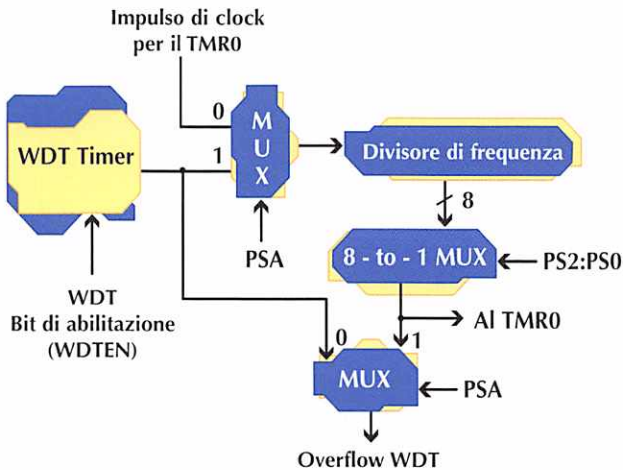 Impulso di clock
per il TMR0
0
M
U
X
1
WDT Timer
Divisore di frequenza
8
PSA
8 - to - 1 MUX
PS2:PS0
WDT
Bit di abilitazione
(WDTEN)
Al TMR0
0
1
MUX
PSA
Overflow WDT